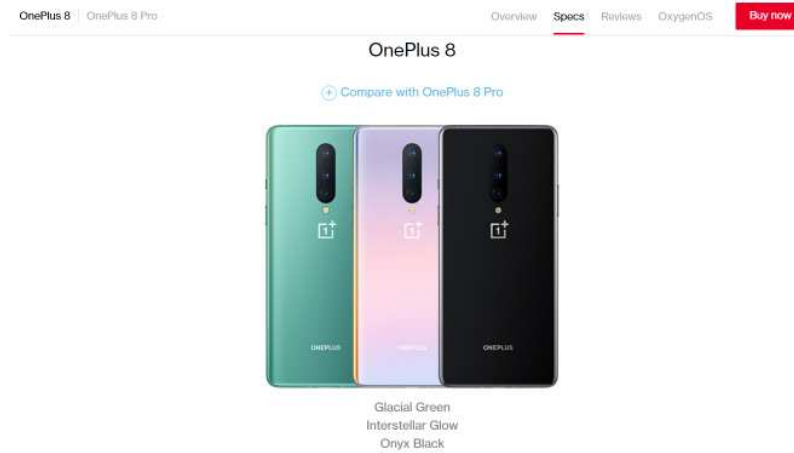 OnePlus 8 OnePlus 8 Pro Overview Specs Reviews OxygenOS Buy now
OnePlus 8
Compare with OnePlus 8 Pro
ONEPLUS ONEPLUS
Glacial Green
Interstellar Glow
Onyx Black